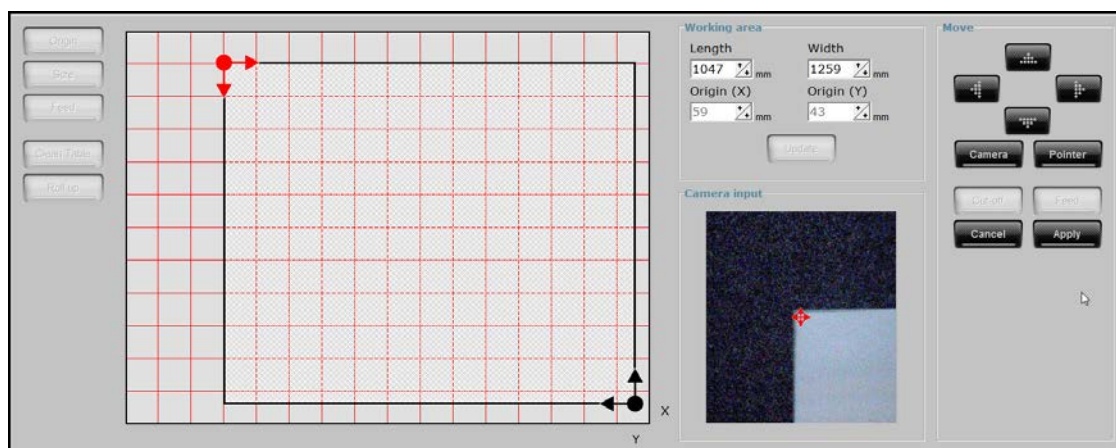 Origin
Size
Feed
Clean Table
Roll up
X
Y
Working area
Length
Width
1047 mm
1259 mm
Origin (X)
Origin (Y)
59 mm
43 mm
Update
Camera input
Move
Camera
Pointer
Cut-off
Feed
Cancel
Apply